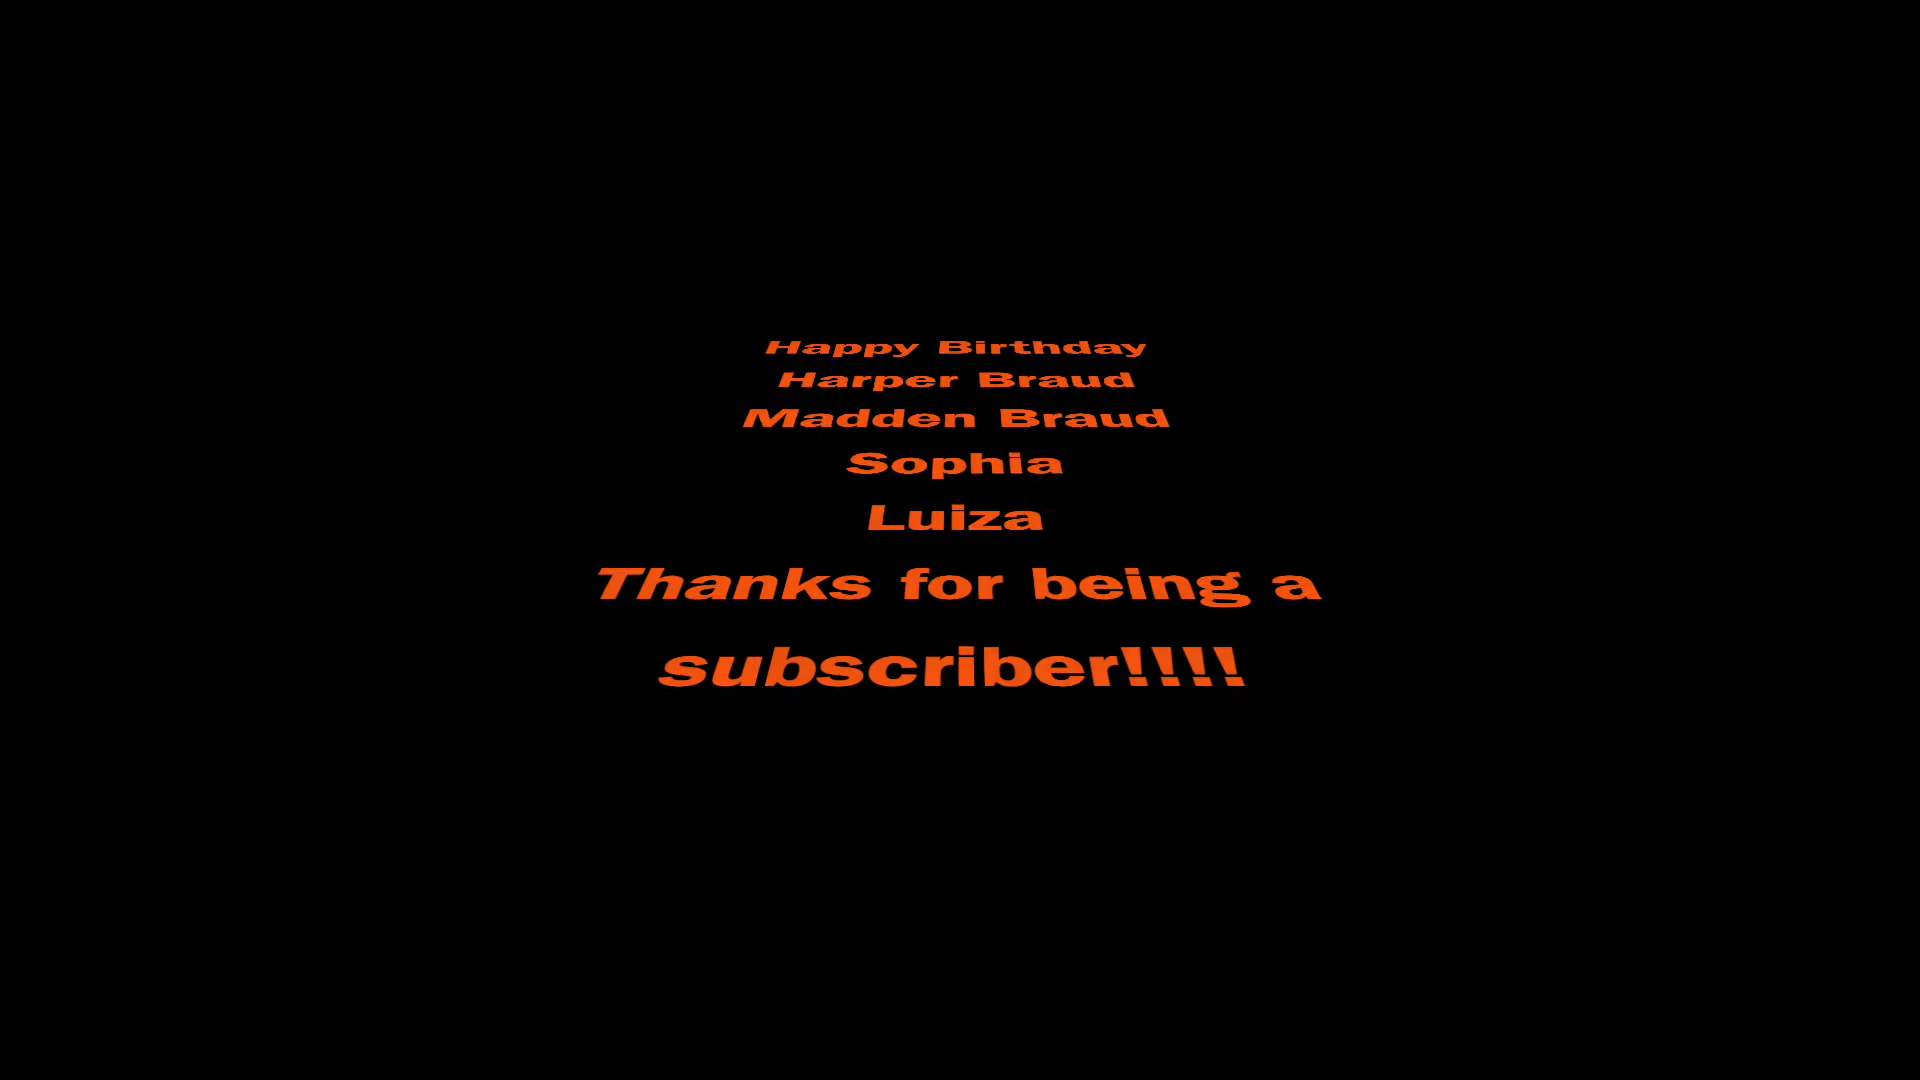 Happy Birthday
Harper Braud
Madden Braud
Sophia
Luiza
Thanks for being a
subscriber!!!!